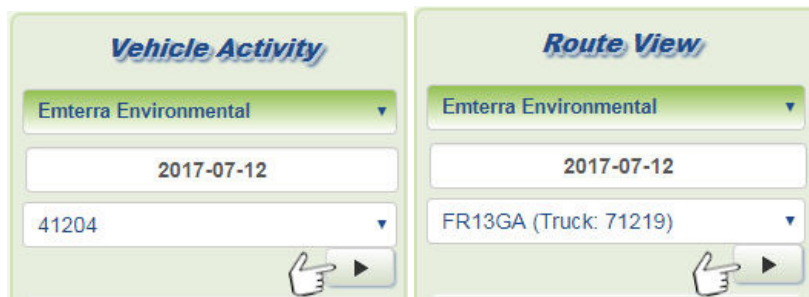 Vehicle Activity
Emterra Environmental
2017-07-12
41204
Route View
Emterra Environmental
2017-07-12
FR13GA (Truck: 71219)